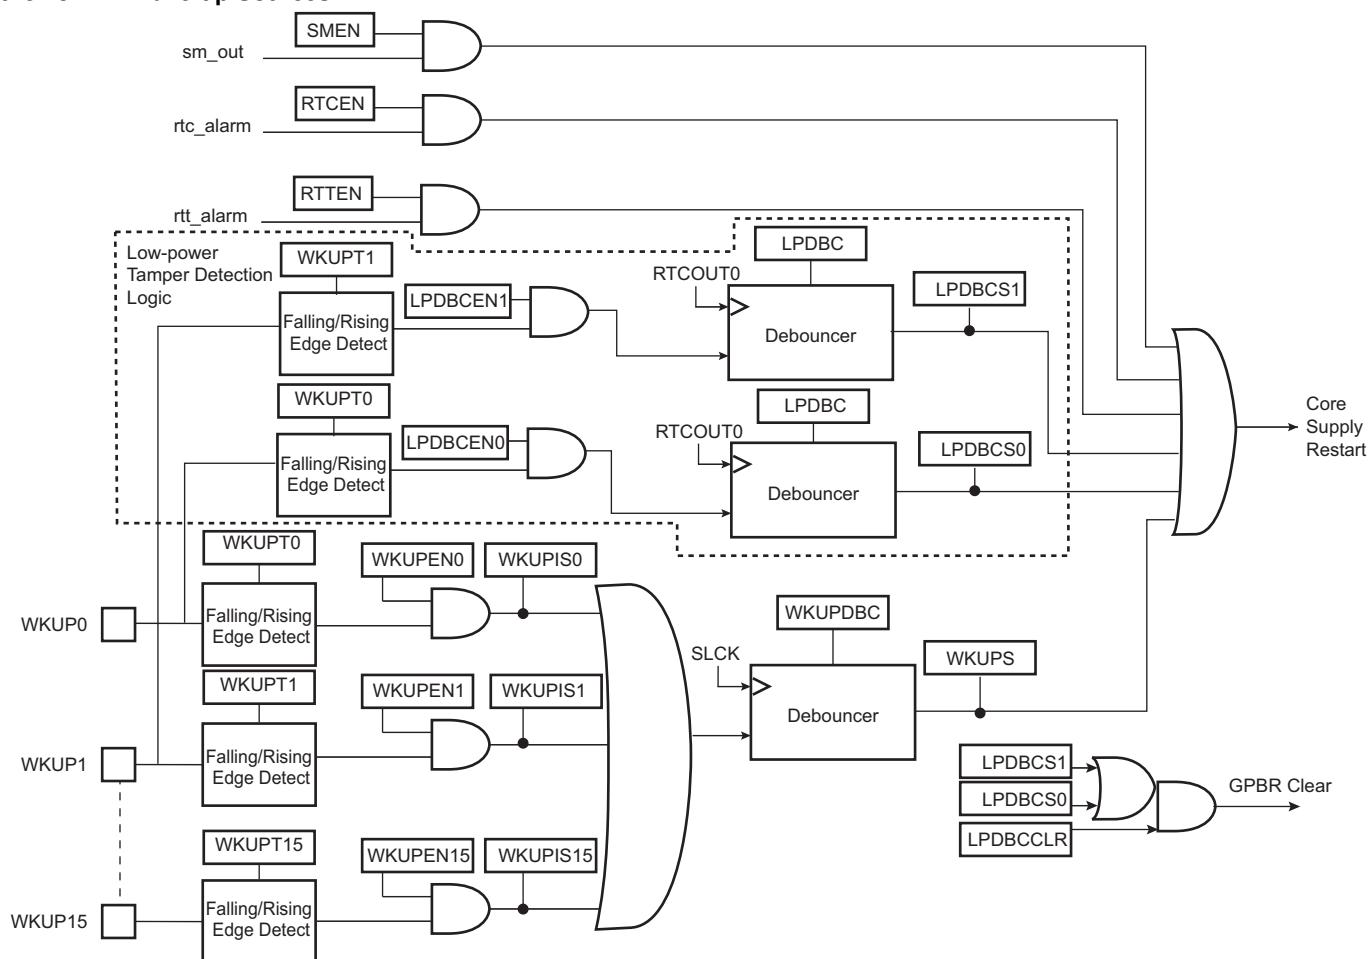 SMEN
sm_out
RTCEN
rtc_alarm
RTTEN
rtt_alarm
Low-power
Tamper Detection
Logic
WKUPT1
Falling/Rising
Edge Detect
LPDBCEN1
RTCOUT0
LPDBC
Debouncer
LPDBCS1
WKUPT0
Falling/Rising
Edge Detect
LPDBCEN0
RTCOUT0
LPDBC
Debouncer
LPDBCS0
Core
Supply
Restart
WKUPT0
WKUP0
Falling/Rising
Edge Detect
WKUPEN0
WKUPIS0
WKUPT1
WKUP1
Falling/Rising
Edge Detect
WKUPEN1
WKUPIS1
SLCK
WKUPDBC
Debouncer
WKUPS
LPDBCS1
LPDBCS0
LPDBCCLR
GPBR Clear
WKUPT15
WKUP15
Falling/Rising
Edge Detect
WKUPEN15
WKUPIS15